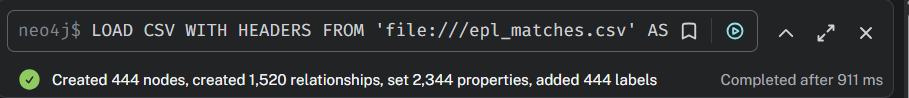 neo4j$ LOAD CSV WITH HEADERS FROM 'file:///epl_matches.csv' AS
Created 444 nodes, created 1,520 relationships, set 2,344 properties, added 444 labels Completed after 911 ms